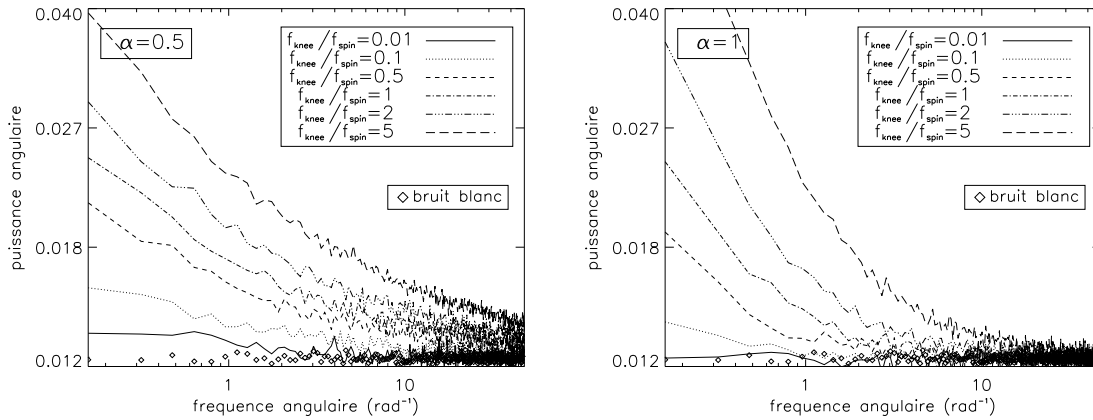 0.040
0.027
0.018
0.012
puissance angulaire
α=0.5
f_knee/f_spin=0.01
f_knee/f_spin=0.1
f_knee/f_spin=0.5
f_knee/f_spin=1
f_knee/f_spin=2
f_knee/f_spin=5
bruit blanc
1
10
frequence angulaire (rad⁻¹)
0.040
0.027
0.018
0.012
puissance angulaire
α=1
f_knee/f_spin=0.01
f_knee/f_spin=0.1
f_knee/f_spin=0.5
f_knee/f_spin=1
f_knee/f_spin=2
f_knee/f_spin=5
bruit blanc
1
10
frequence angulaire (rad⁻¹)